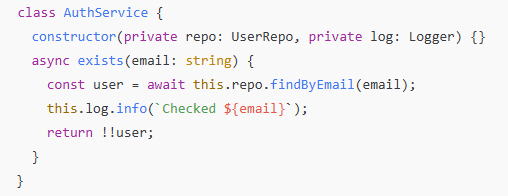 class AuthService {
  constructor(private repo: UserRepo, private log: Logger) {}
  async exists(email: string) {
    const user = await this.repo.findByEmail(email);
    this.log.info(`Checked ${email}`);
    return !!user;
  }
}